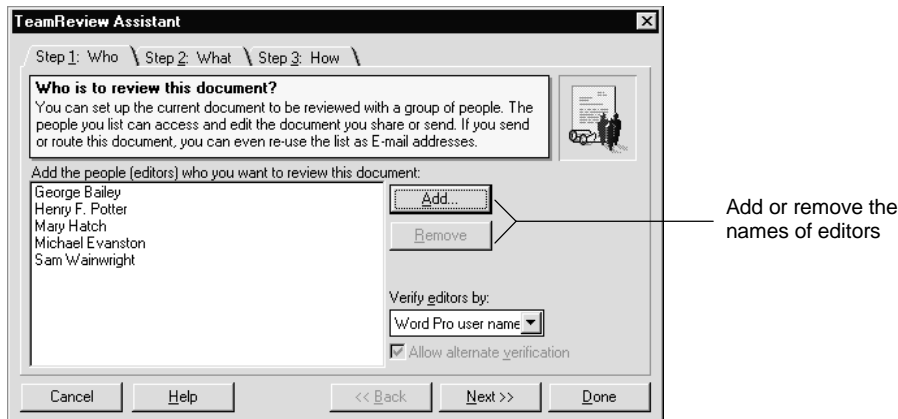 TeamReview Assistant
Step 1: Who
Step 2: What
Step 3: How
Who is to review this document?
You can set up the current document to be reviewed with a group of people. The
people you list can access and edit the document you share or send. If you send
or route this document, you can even re-use the list as E-mail addresses.
Add the people (editors) who you want to review this document:
George Bailey
Henry F. Potter
Mary Hatch
Michael Evanston
Sam Wainwright
Add...
Remove
Add or remove the
names of editors
Verify editors by:
Word Pro user name
Allow alternate verification
Cancel
Help
<< Back
Next >>
Done